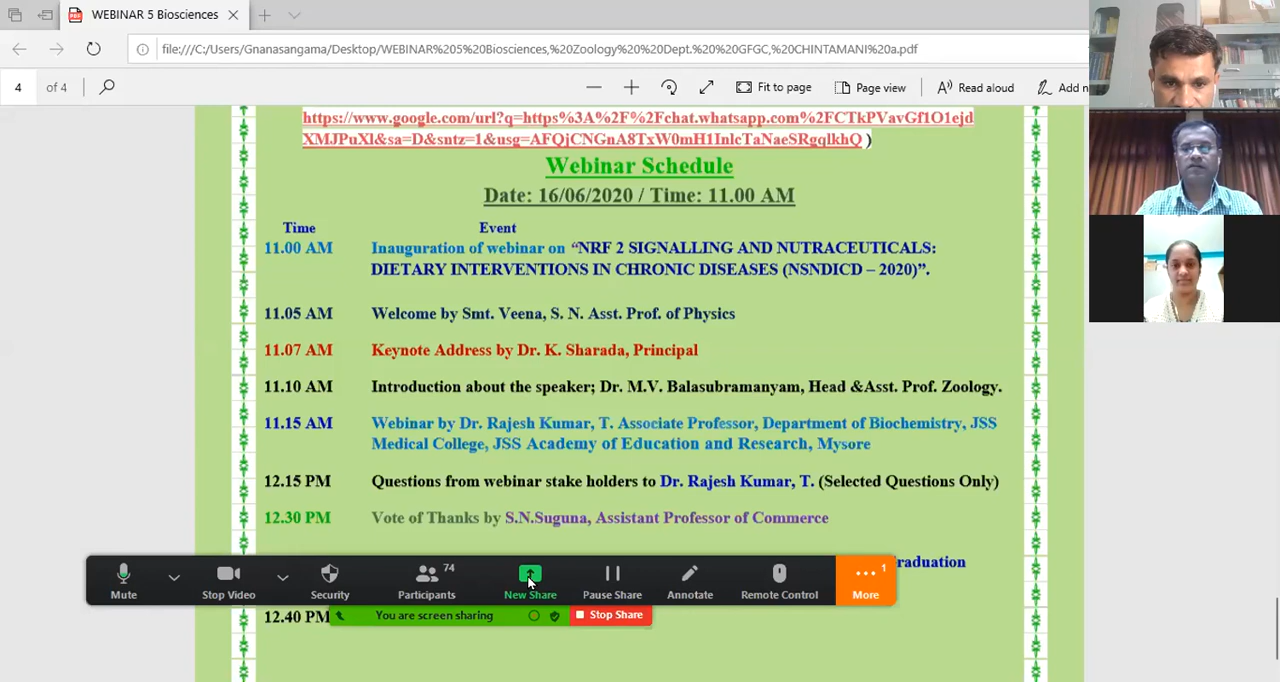 WEBINAR 5 Biosciences
file:///C:/Users/Gnanasangama/Desktop/WEBINAR%205%20Biosciences,%20Zoology%20%20Dept.%20%20GFGC,%20CHINTAMANI%20a.pdf
4 of 4
Fit to page
Page view
Read aloud
Add n
https://www.google.com/url?q=https%3A%2F%2Fchat.whatsapp.com%2FCTkPVavGf1O1ejd
XMJPuXl&sa=D&sntz=1&usg=AFQjCNGnA8TxW0mH1InlcTaNaeSRgqlkhQ )
Webinar Schedule
Date: 16/06/2020 / Time: 11.00 AM
Time Event
11.00 AM Inauguration of webinar on “NRF 2 SIGNALLING AND NUTRACEUTICALS:
DIETARY INTERVENTIONS IN CHRONIC DISEASES (NSNDICD – 2020)”.
11.05 AM Welcome by Smt. Veena, S. N. Asst. Prof. of Physics
11.07 AM Keynote Address by Dr. K. Sharada, Principal
11.10 AM Introduction about the speaker; Dr. M.V. Balasubramanyam, Head &Asst. Prof. Zoology.
11.15 AM Webinar by Dr. Rajesh Kumar, T. Associate Professor, Department of Biochemistry, JSS
Medical College, JSS Academy of Education and Research, Mysore
12.15 PM Questions from webinar stake holders to Dr. Rajesh Kumar, T. (Selected Questions Only)
12.30 PM Vote of Thanks by S.N.Suguna, Assistant Professor of Commerce
raduation
Mute
Stop Video
Security
Participants 74
New Share
Pause Share
Annotate
Remote Control
More 1
12.40 PM
You are screen sharing
Stop Share